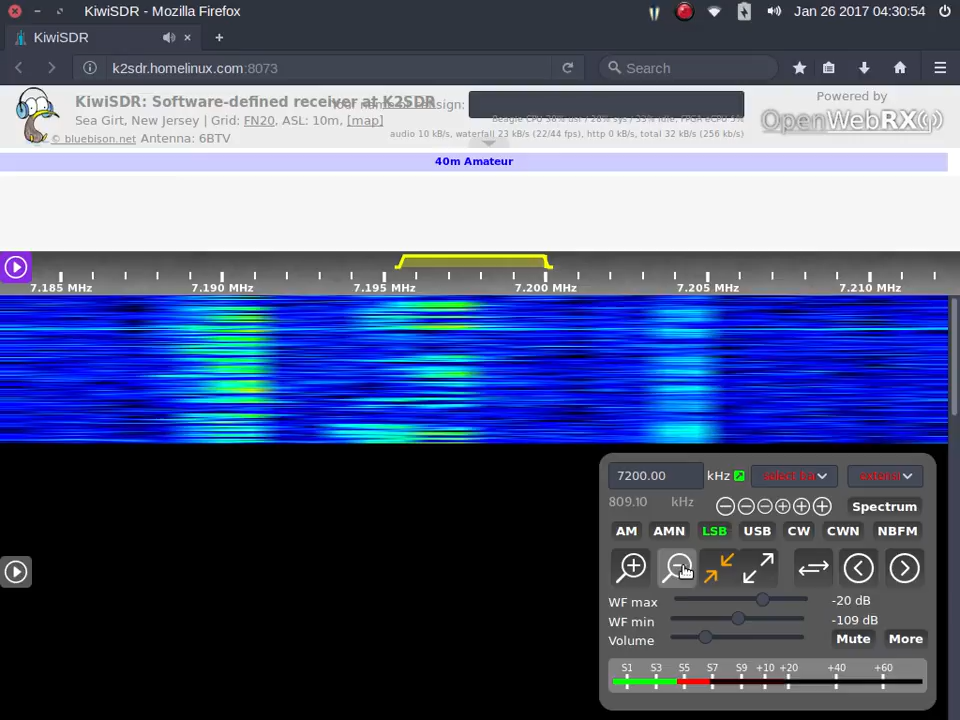 KiwiSDR - Mozilla Firefox
Jan 26 2017 04:30:54
KiwiSDR
k2sdr.homelinux.com:8073
Search
KiwiSDR: Software-defined receiver at K2SDR
Sea Girt, New Jersey | Grid: FN20, ASL: 10m, [map]
© bluebison.net Antenna: 6BTV
callsign:
audio 10 kB/s, waterfall 23 kB/s (22/44 fps), http 0 kB/s, total 32 kB/s (256 kb/s)
Powered by
OpenWebRX
40m Amateur
7.185 MHz 7.190 MHz 7.195 MHz 7.200 MHz 7.205 MHz 7.210 MHz
7200.00 kHz select ba extensi
809.10 kHz
Spectrum
AM AMN LSB USB CW CWN NBFM
WF max -20 dB
WF min -109 dB
Volume Mute More
S1 S3 S5 S7 S9 +10 +20 +40 +60